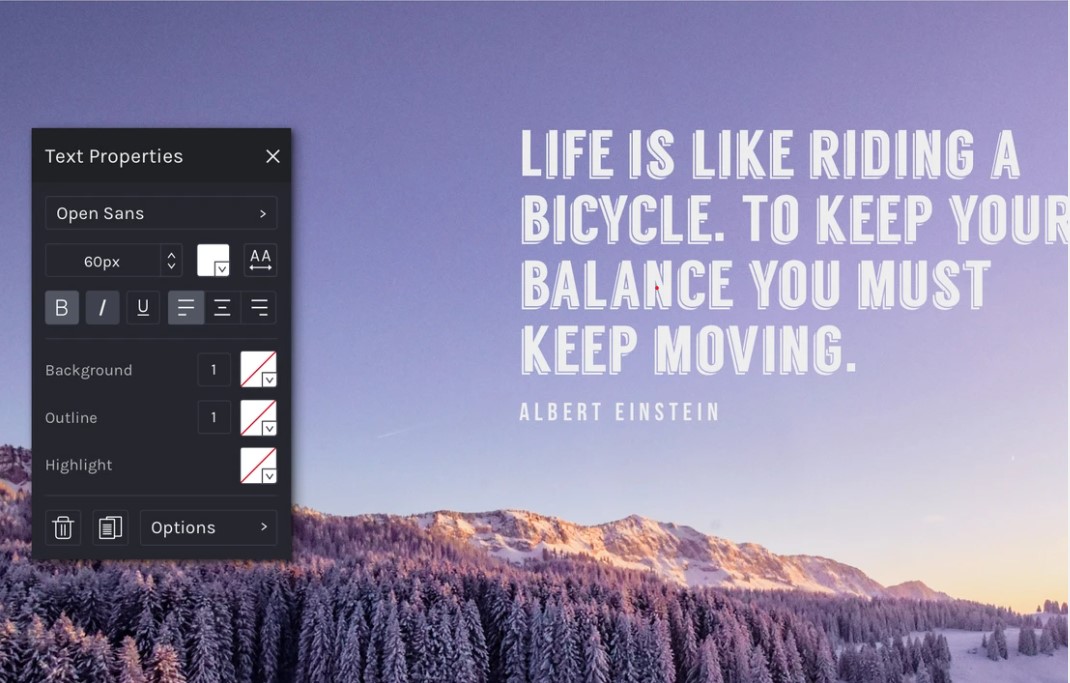 Text Properties
Open Sans
60px
AA
B I U
Background 1
Outline 1
Highlight
Options
LIFE IS LIKE RIDING A
BICYCLE. TO KEEP YOUR
BALANCE YOU MUST
KEEP MOVING.
ALBERT EINSTEIN